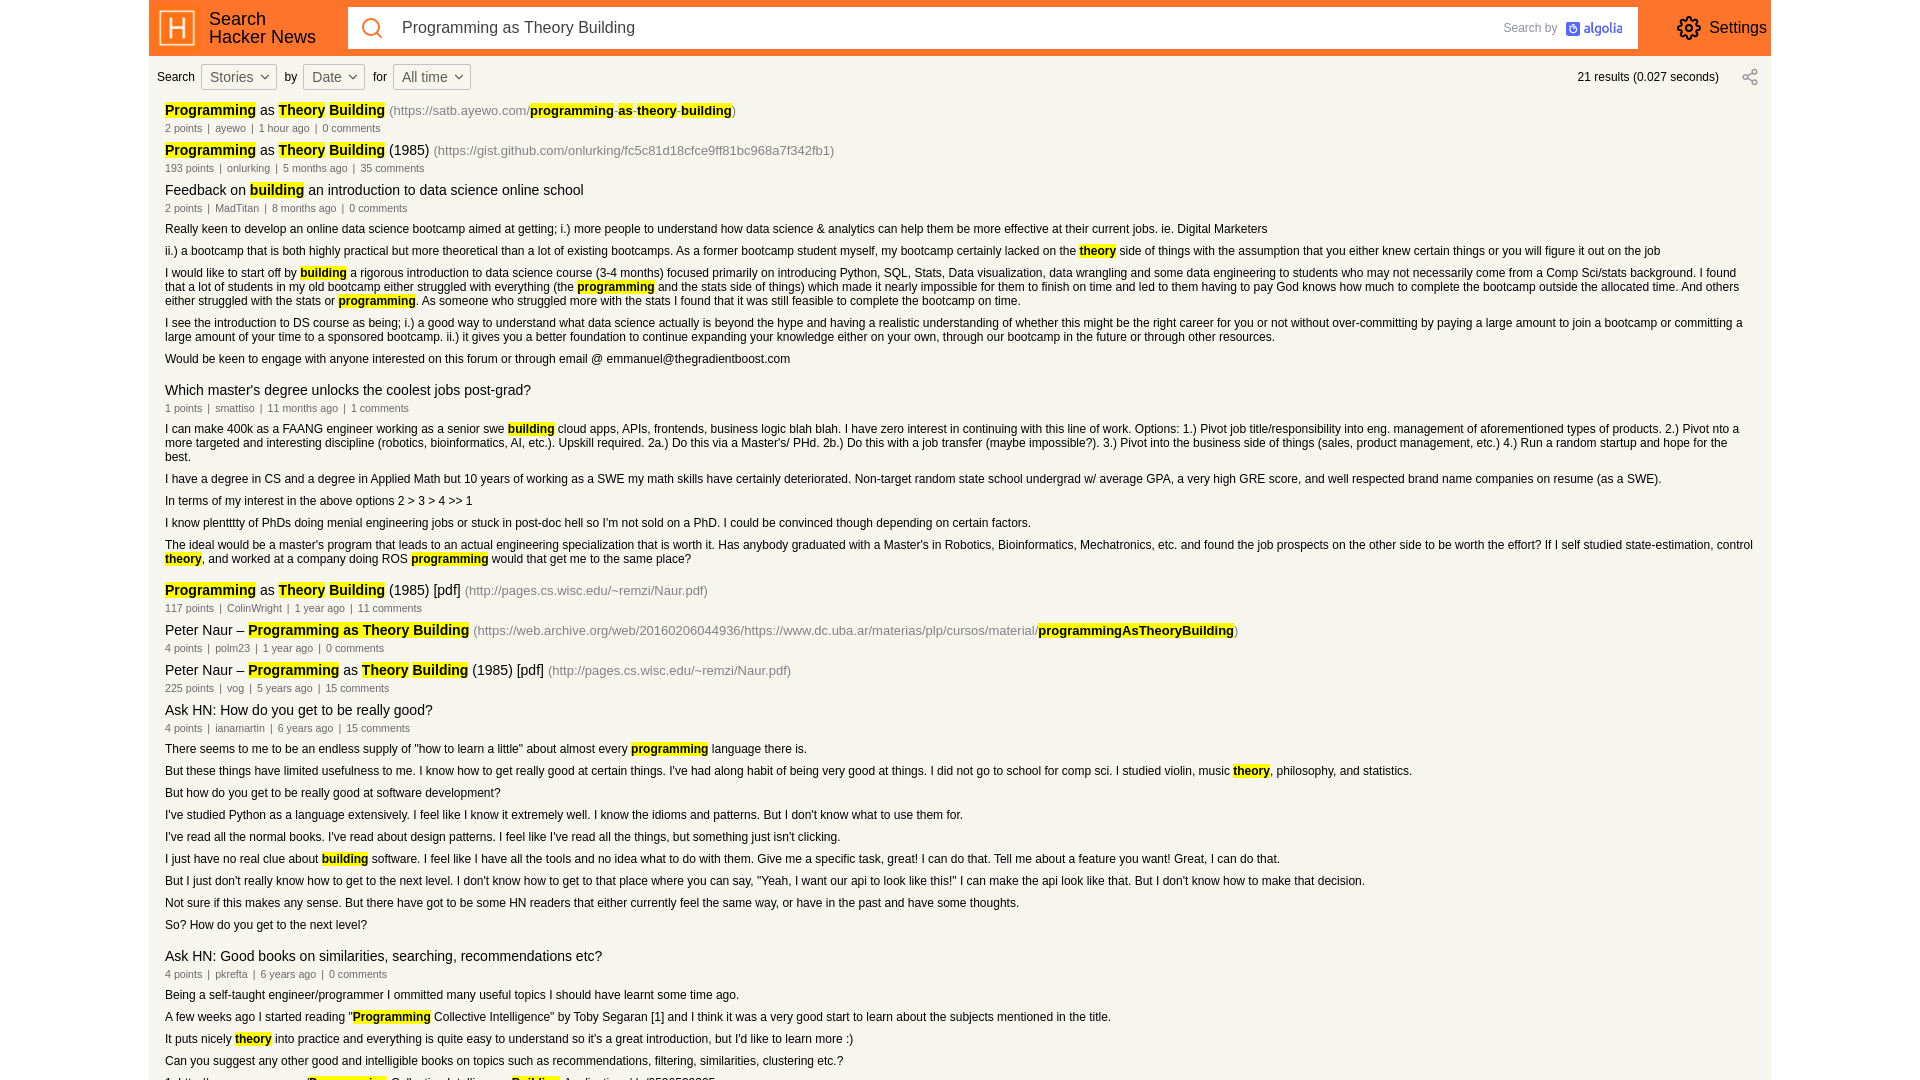 Search
Hacker News
Programming as Theory Building
Search by algolia
Settings
Search Stories by Date for All time
21 results (0.027 seconds)
Programming as Theory Building (https://satb.ayewo.com/programming-as-theory-building)
2 points | ayewo | 1 hour ago | 0 comments
Programming as Theory Building (1985) (https://gist.github.com/onlurking/fc5c81d18cfce9ff81bc968a7f342fb1)
193 points | onlurking | 5 months ago | 35 comments
Feedback on building an introduction to data science online school
2 points | MadTitan | 8 months ago | 0 comments
Really keen to develop an online data science bootcamp aimed at getting; i.) more people to understand how data science & analytics can help them be more effective at their current jobs. ie. Digital Marketers
ii.) a bootcamp that is both highly practical but more theoretical than a lot of existing bootcamps. As a former bootcamp student myself, my bootcamp certainly lacked on the theory side of things with the assumption that you either knew certain things or you will figure it out on the job
I would like to start off by building a rigorous introduction to data science course (3-4 months) focused primarily on introducing Python, SQL, Stats, Data visualization, data wrangling and some data engineering to students who may not necessarily come from a Comp Sci/stats background. I found
that a lot of students in my old bootcamp either struggled with everything (the programming and the stats side of things) which made it nearly impossible for them to finish on time and led to them having to pay God knows how much to complete the bootcamp outside the allocated time. And others
either struggled with the stats or programming. As someone who struggled more with the stats I found that it was still feasible to complete the bootcamp on time.
I see the introduction to DS course as being; i.) a good way to understand what data science actually is beyond the hype and having a realistic understanding of whether this might be the right career for you or not without over-committing by paying a large amount to join a bootcamp or committing a
large amount of your time to a sponsored bootcamp. ii.) it gives you a better foundation to continue expanding your knowledge either on your own, through our bootcamp in the future or through other resources.
Would be keen to engage with anyone interested on this forum or through email @ emmanuel@thegradientboost.com
Which master's degree unlocks the coolest jobs post-grad?
1 points | smattiso | 11 months ago | 1 comments
I can make 400k as a FAANG engineer working as a senior swe building cloud apps, APIs, frontends, business logic blah blah. I have zero interest in continuing with this line of work. Options: 1.) Pivot job title/responsibility into eng. management of aforementioned types of products. 2.) Pivot nto a
more targeted and interesting discipline (robotics, bioinformatics, AI, etc.). Upskill required. 2a.) Do this via a Master's/ PHd. 2b.) Do this with a job transfer (maybe impossible?). 3.) Pivot into the business side of things (sales, product management, etc.) 4.) Run a random startup and hope for the
best.
I have a degree in CS and a degree in Applied Math but 10 years of working as a SWE my math skills have certainly deteriorated. Non-target random state school undergrad w/ average GPA, a very high GRE score, and well respected brand name companies on resume (as a SWE).
In terms of my interest in the above options 2 > 3 > 4 >> 1
I know plentttty of PhDs doing menial engineering jobs or stuck in post-doc hell so I'm not sold on a PhD. I could be convinced though depending on certain factors.
The ideal would be a master's program that leads to an actual engineering specialization that is worth it. Has anybody graduated with a Master's in Robotics, Bioinformatics, Mechatronics, etc. and found the job prospects on the other side to be worth the effort? If I self studied state-estimation, control
theory, and worked at a company doing ROS programming would that get me to the same place?
Programming as Theory Building (1985) [pdf] (http://pages.cs.wisc.edu/~remzi/Naur.pdf)
117 points | ColinWright | 1 year ago | 11 comments
Peter Naur – Programming as Theory Building (https://web.archive.org/web/20160206044936/https://www.dc.uba.ar/materias/plp/cursos/material/programmingAsTheoryBuilding)
4 points | polm23 | 1 year ago | 0 comments
Peter Naur – Programming as Theory Building (1985) [pdf] (http://pages.cs.wisc.edu/~remzi/Naur.pdf)
225 points | vog | 5 years ago | 15 comments
Ask HN: How do you get to be really good?
4 points | ianamartin | 6 years ago | 15 comments
There seems to me to be an endless supply of "how to learn a little" about almost every programming language there is.
But these things have limited usefulness to me. I know how to get really good at certain things. I've had along habit of being very good at things. I did not go to school for comp sci. I studied violin, music theory, philosophy, and statistics.
But how do you get to be really good at software development?
I've studied Python as a language extensively. I feel like I know it extremely well. I know the idioms and patterns. But I don't know what to use them for.
I've read all the normal books. I've read about design patterns. I feel like I've read all the things, but something just isn't clicking.
I just have no real clue about building software. I feel like I have all the tools and no idea what to do with them. Give me a specific task, great! I can do that. Tell me about a feature you want! Great, I can do that.
But I just don't really know how to get to the next level. I don't know how to get to that place where you can say, "Yeah, I want our api to look like this!" I can make the api look like that. But I don't know how to make that decision.
Not sure if this makes any sense. But there have got to be some HN readers that either currently feel the same way, or have in the past and have some thoughts.
So? How do you get to the next level?
Ask HN: Good books on similarities, searching, recommendations etc?
4 points | pkrefta | 6 years ago | 0 comments
Being a self-taught engineer/programmer I ommitted many useful topics I should have learnt some time ago.
A few weeks ago I started reading "Programming Collective Intelligence" by Toby Segaran [1] and I think it was a very good start to learn about the subjects mentioned in the title.
It puts nicely theory into practice and everything is quite easy to understand so it's a great introduction, but I'd like to learn more :)
Can you suggest any other good and intelligible books on topics such as recommendations, filtering, similarities, clustering etc.?